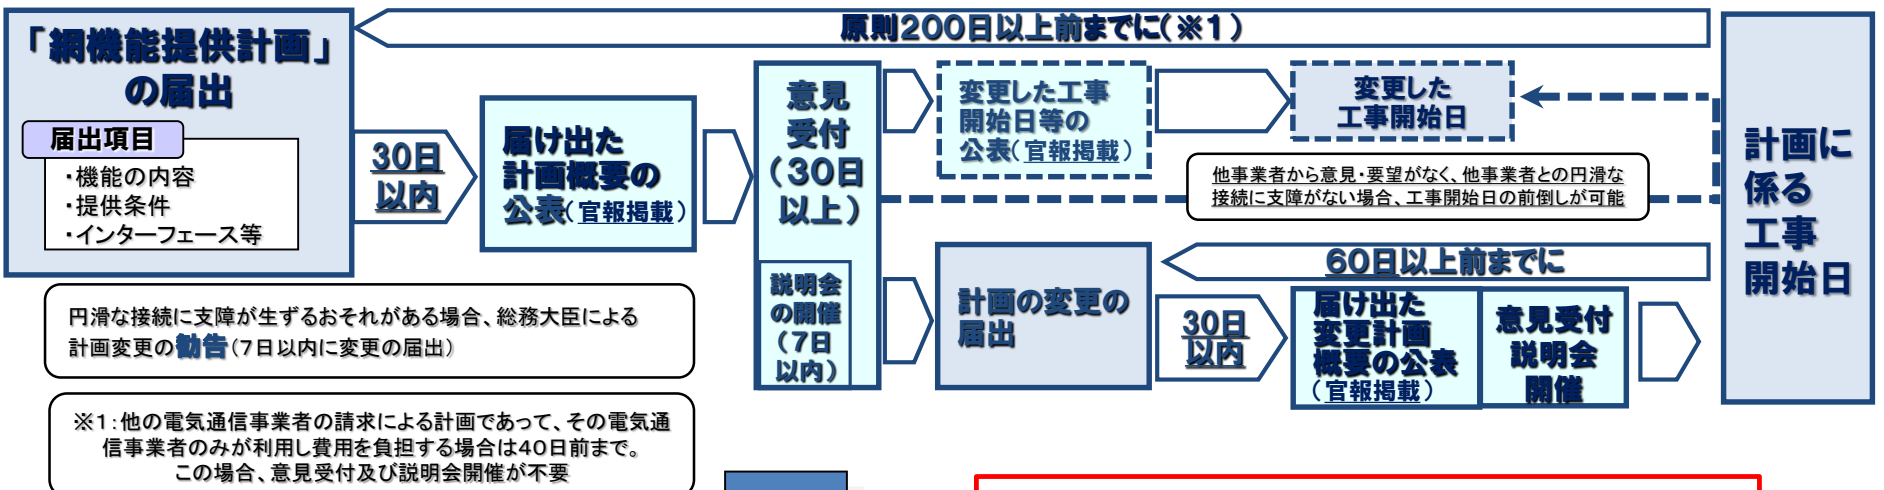 原則200日以上前までに(※1)
「網機能提供計画」
の届出
届出項目
・機能の内容
・提供条件
・インターフェース等
30日
以内
届け出た
計画概要の
公表(官報掲載)
意見
受付
(30日
以上)
説明会
の開催
(7日
以内)
変更した工事
開始日等の
公表(官報掲載)
変更した
工事開始日
他事業者から意見・要望がなく、他事業者との円滑な
接続に支障がない場合、工事開始日の前倒しが可能
計画の変更の
届出
60日以上前までに
30日
以内
届け出た
変更計画
概要の公表
(官報掲載)
意見受付
説明会
開催
計画に
係る
工事
開始日
円滑な接続に支障が生ずるおそれがある場合、総務大臣による
計画変更の勧告(7日以内に変更の届出)
※1:他の電気通信事業者の請求による計画であって、その電気通
信事業者のみが利用し費用を負担する場合は40日前まで。
この場合、意見受付及び説明会開催が不要